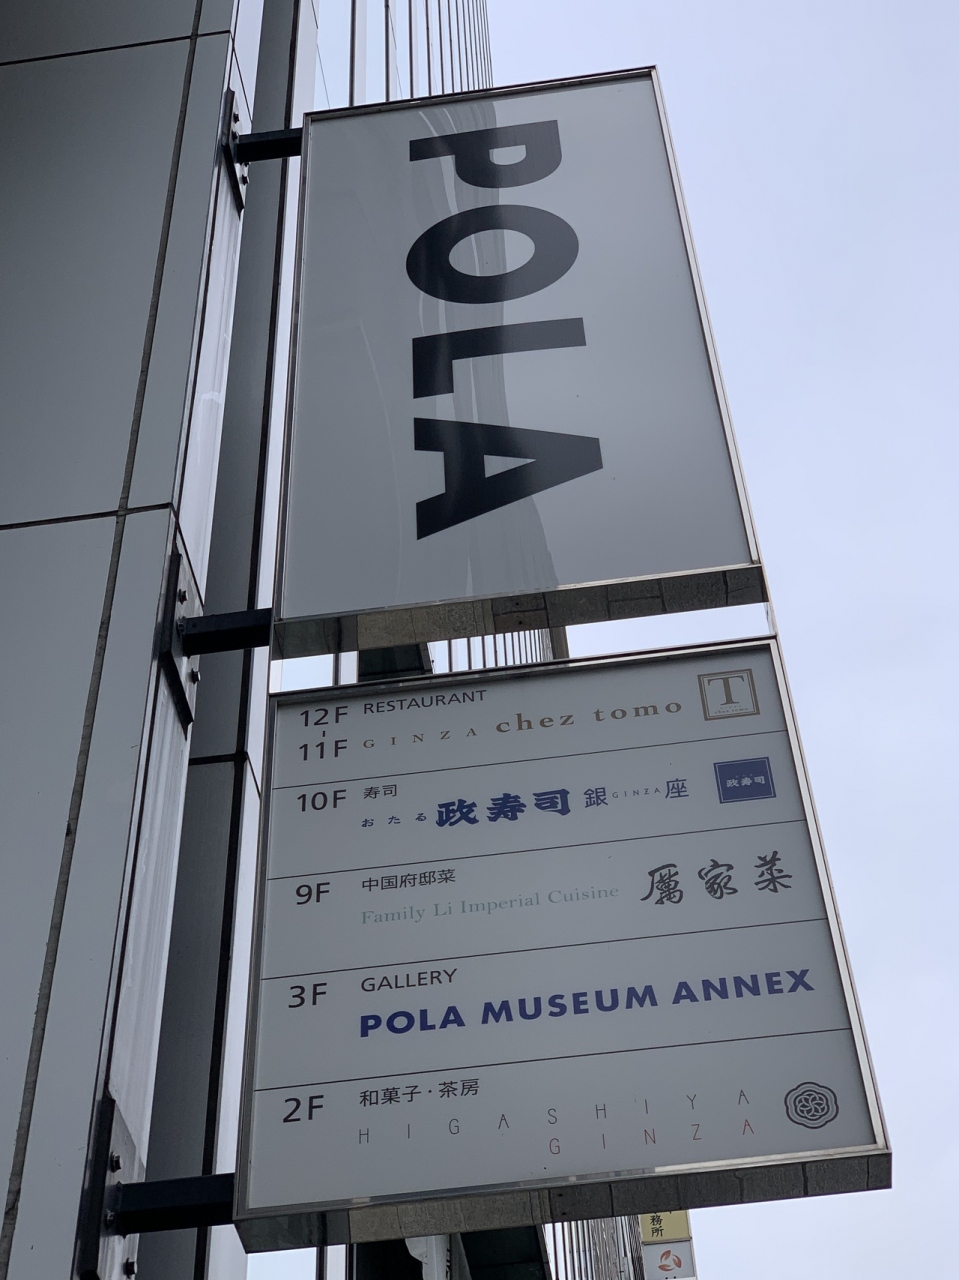 POLA
12F
11F
RESTAURANT
GINZA chez tomo
T
10F
寿司
おたる 政寿司 銀GINZA座
政寿司
9F
中国府邸菜
Family Li Imperial Cuisine 厲家菜
3F
GALLERY
POLA MUSEUM ANNEX
2F
和菓子・茶房
HIGASHIYA
GINZA
務所